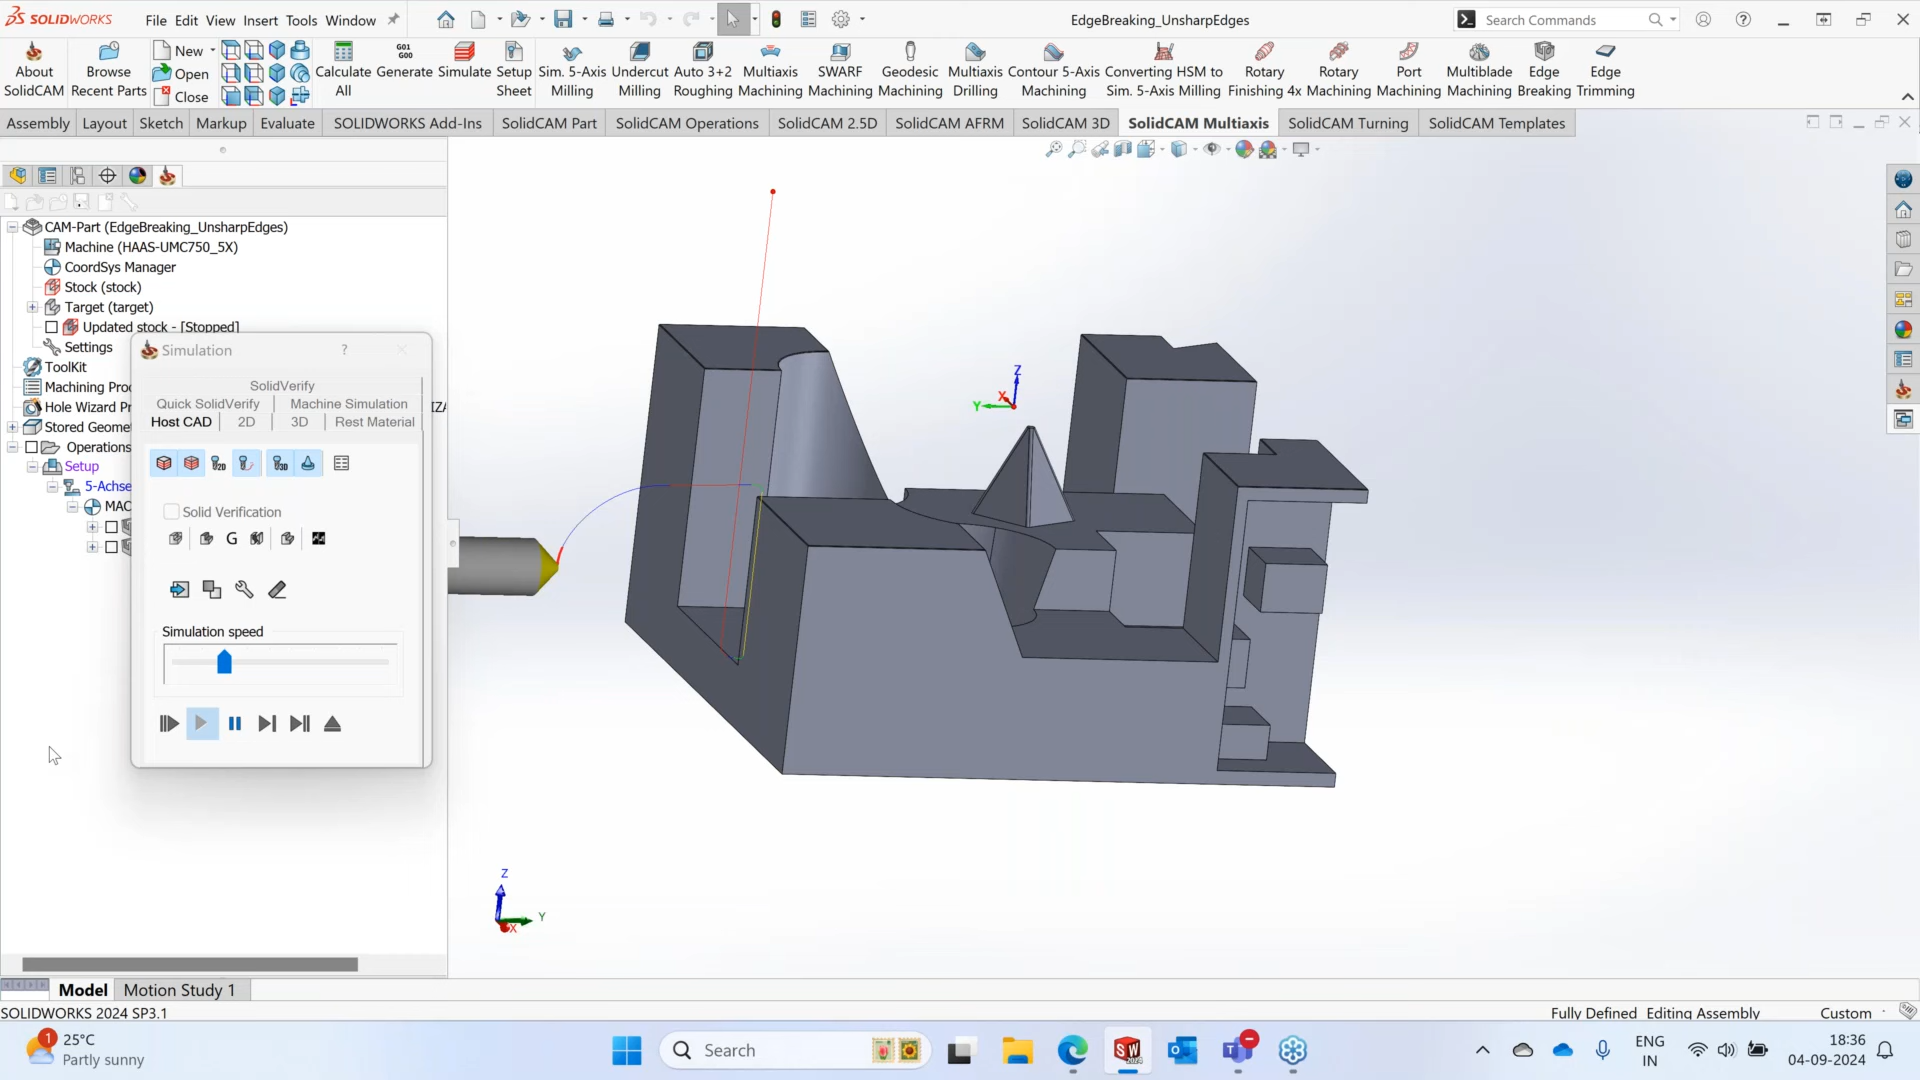 SOLIDWORKS File Edit View Insert Tools Window
EdgeBreaking_UnsharpEdges
Search Commands
About SolidCAM
Browse Recent Parts
New
Open
Close
Calculate All
G01 G00
Generate
Simulate
Setup Sheet
Sim. 5-Axis Milling
Undercut Milling
Auto 3+2 Roughing
Multiaxis Machining
SWARF Machining
Geodesic Machining
Multiaxis Drilling
Contour 5-Axis Machining
Converting HSM to Sim. 5-Axis Milling
Rotary Finishing 4x
Rotary Machining
Port Machining
Multiblade Machining
Edge Breaking
Edge Trimming
Assembly Layout Sketch Markup Evaluate SOLIDWORKS Add-Ins SolidCAM Part SolidCAM Operations SolidCAM 2.5D SolidCAM AFRM SolidCAM 3D SolidCAM Multiaxis SolidCAM Turning SolidCAM Templates
CAM-Part (EdgeBreaking_UnsharpEdges)
Machine (HAAS-UMC750_5X)
CoordSys Manager
Stock (stock)
Target (target)
Updated stock - [Stopped]
Settings
ToolKit
Machining Pro
Hole Wizard Pr
Stored Geome
Operations
Setup
5-Achse
MAC
Simulation ?
SolidVerify
Quick SolidVerify Machine Simulation
Host CAD 2D 3D Rest Material
2D
3D
Solid Verification
G
Simulation speed
Z
X
Y
Z
Y
X
Model Motion Study 1
SOLIDWORKS 2024 SP3.1
Fully Defined Editing Assembly Custom
1
25°C
Partly sunny
Search
SW
2024
ENG
IN
18:36
04-09-2024